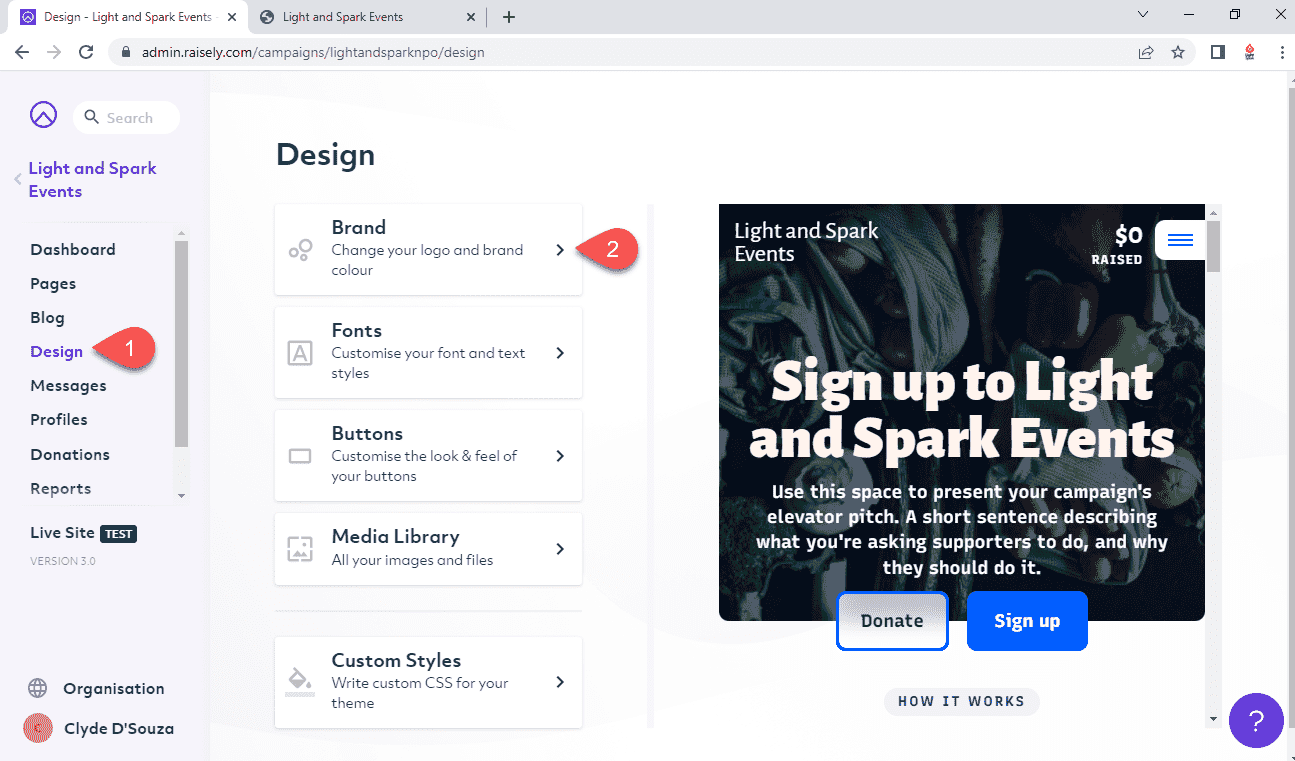 Design - Light and Spark Events
Light and Spark Events
admin.raisely.com/campaigns/lightandsparknpo/design
Search
Light and Spark
Events
Dashboard
Pages
Blog
Design
1
Messages
Profiles
Donations
Reports
Live Site TEST
VERSION 3.0
Organisation
Clyde D'Souza
Design
Brand
Change your logo and brand
colour
2
Fonts
Customise your font and text
styles
Buttons
Customise the look & feel of
your buttons
Media Library
All your images and files
Custom Styles
Write custom CSS for your
theme
Light and Spark
Events
$0
RAISED
Sign up to Light
and Spark Events
Use this space to present your campaign's
elevator pitch. A short sentence describing
what you're asking supporters to do, and why
they should do it.
Donate
Sign up
HOW IT WORKS
?